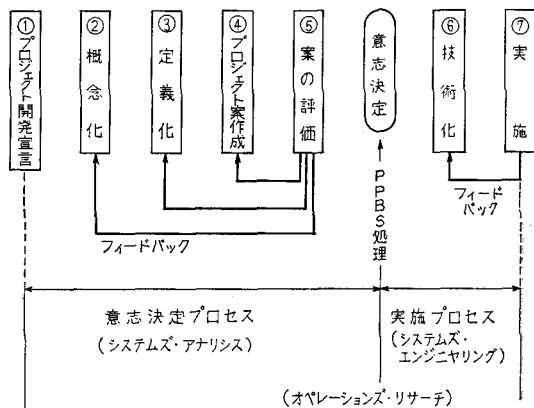 ①プロジェクト開発宣言
②概念化
③定義化
④プロジェクト案作成
⑤案の評価
意志決定
⑥技術化
⑦実施
フィードバック
フィードバック
PPBS処理
意志決定プロセス
(システムズ・アナリシス)
実施プロセス
(システムズ・
エンジニヤリング)
(オペレーションズ・リサーチ)